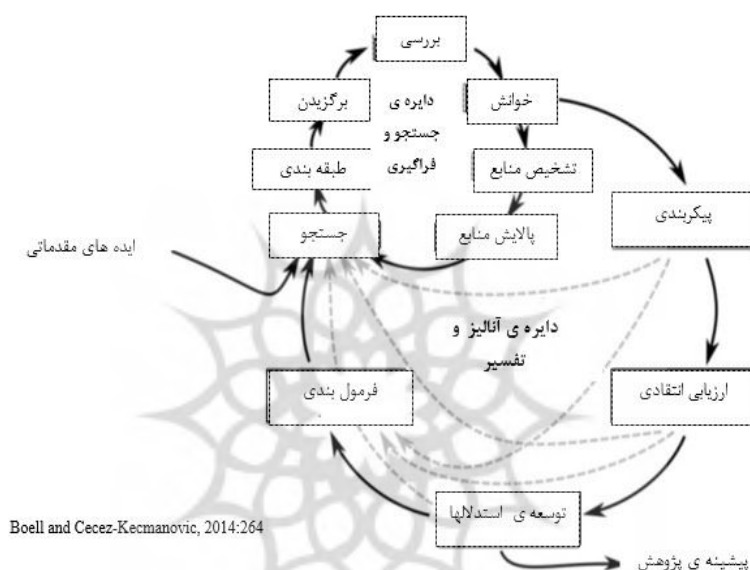 بررسی
برگزیدن
دایره ی
جستجو و
فراگیری
خوانش
طبقه بندی
تشخیص منابع
جستجو
پالایش منابع
پیکربندی
ایده های مقدماتی
دایره ی آنالیز و
تفسیر
فرمول بندی
ارزیابی انتقادی
توسعه ی استدلالها
Boell and Cecez-Kecmanovic, 2014:264
پیشینه ی پژوهش